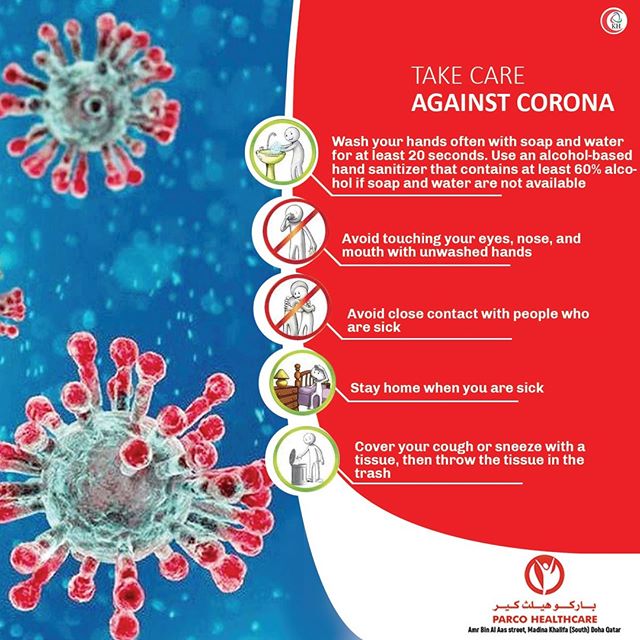 KH
TAKE CARE
AGAINST CORONA
Wash your hands often with soap and water
for at least 20 seconds. Use an alcohol-based
hand sanitizer that contains at least 60% alco-
hol if soap and water are not available
Avoid touching your eyes, nose, and
mouth with unwashed hands
Avoid close contact with people who
are sick
Stay home when you are sick
Cover your cough or sneeze with a
tissue, then throw the tissue in the
trash
باركو هيلث كير
PARCO HEALTHCARE
Amr Bin Al Aas street, Madina Khalifa (South) Doha Qatar